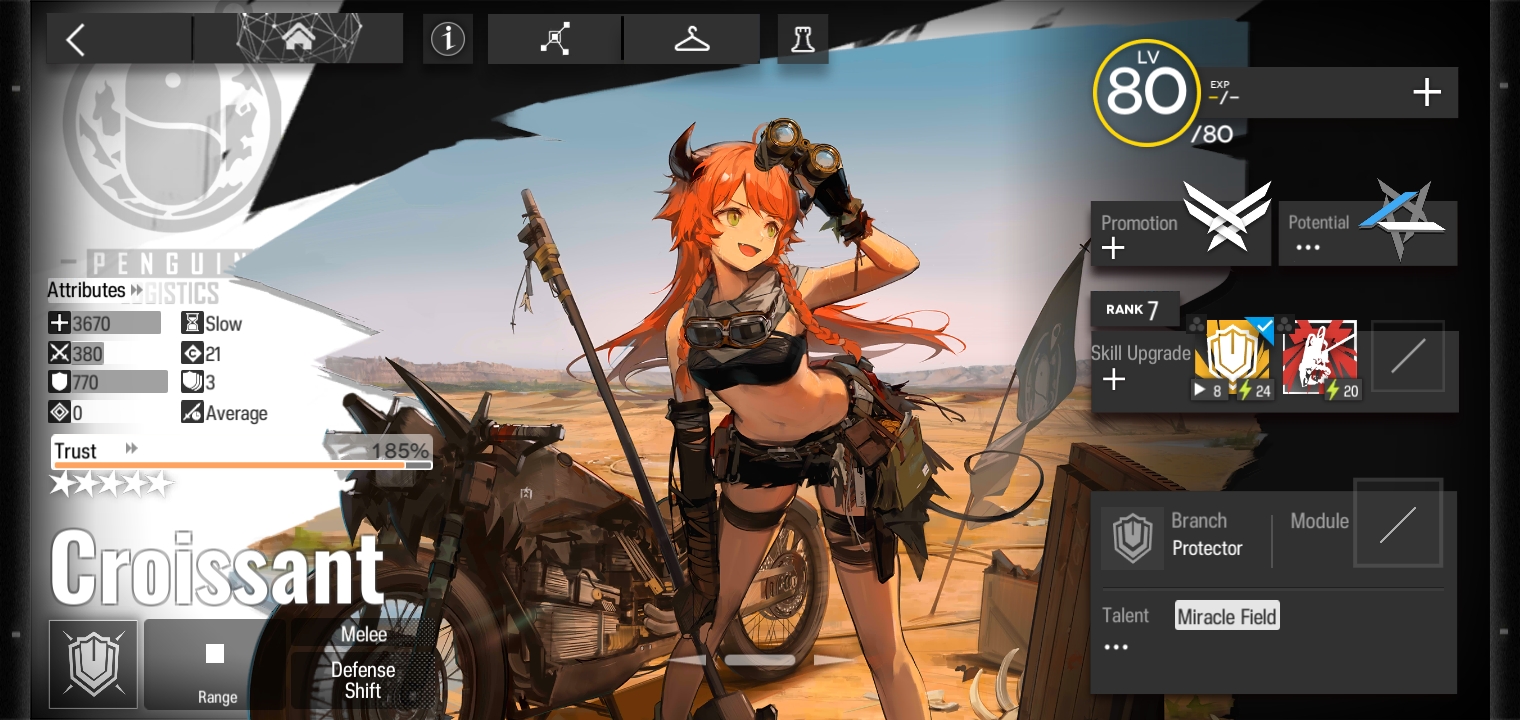 PENGUIN
LOGISTICS
Attributes
3670
Slow
380
21
770
3
0
Average
Trust
185%
Croissant
Range
Melee
Defense
Shift
LV
80
/80
EXP
-/-
Promotion
Potential
RANK 7
Skill Upgrade
8
24
20
Branch
Protector
Module
Talent
Miracle Field